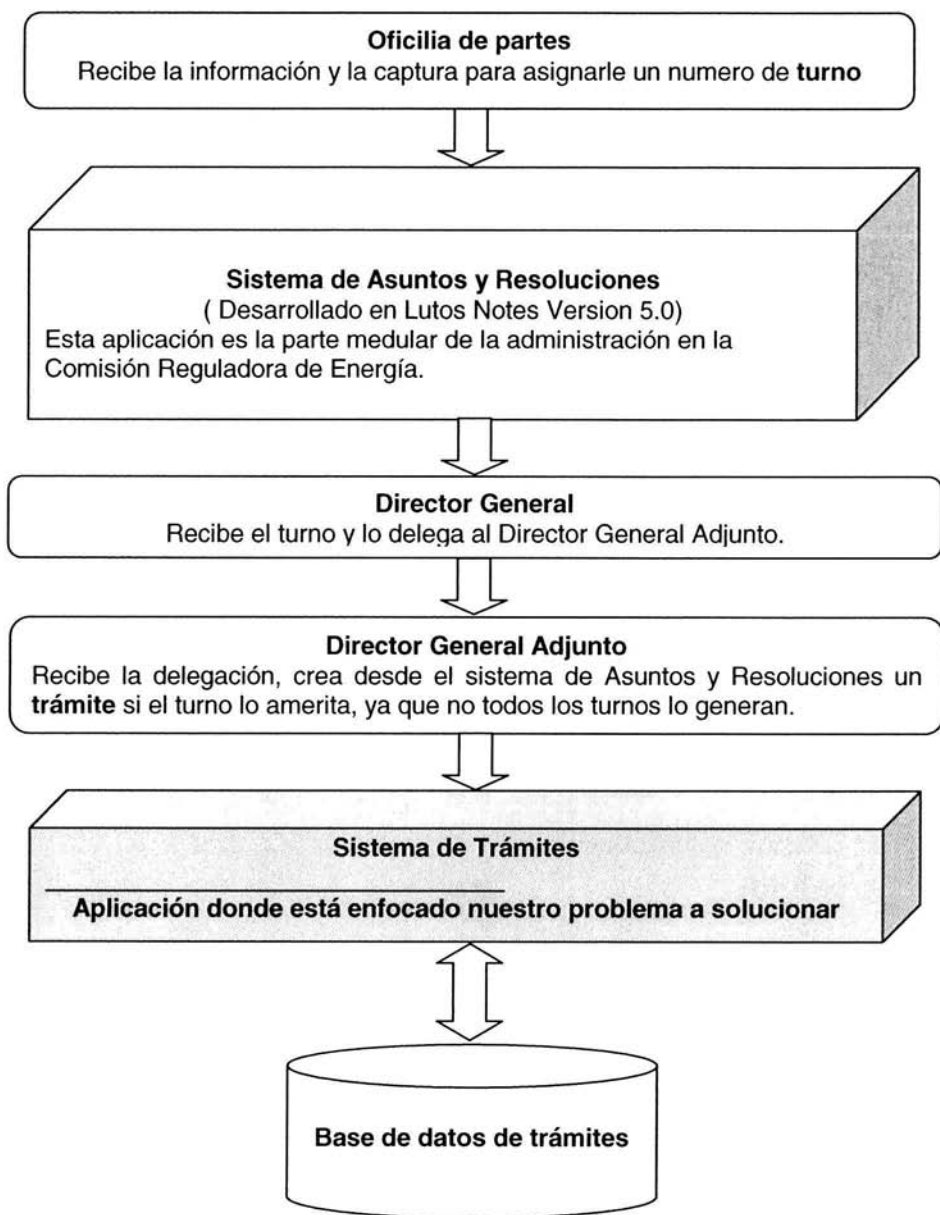 Oficilia de partes
Recibe la información y la captura para asignarle un numero de turno
Sistema de Asuntos y Resoluciones
( Desarrollado en Lutos Notes Version 5.0)
Esta aplicación es la parte medular de la administración en la
Comisión Reguladora de Energía.
Director General
Recibe el turno y lo delega al Director General Adjunto.
Director General Adjunto
Recibe la delegación, crea desde el sistema de Asuntos y Resoluciones un
trámite si el turno lo amerita, ya que no todos los turnos lo generan.
Sistema de Trámites
Aplicación donde está enfocado nuestro problema a solucionar
Base de datos de trámites